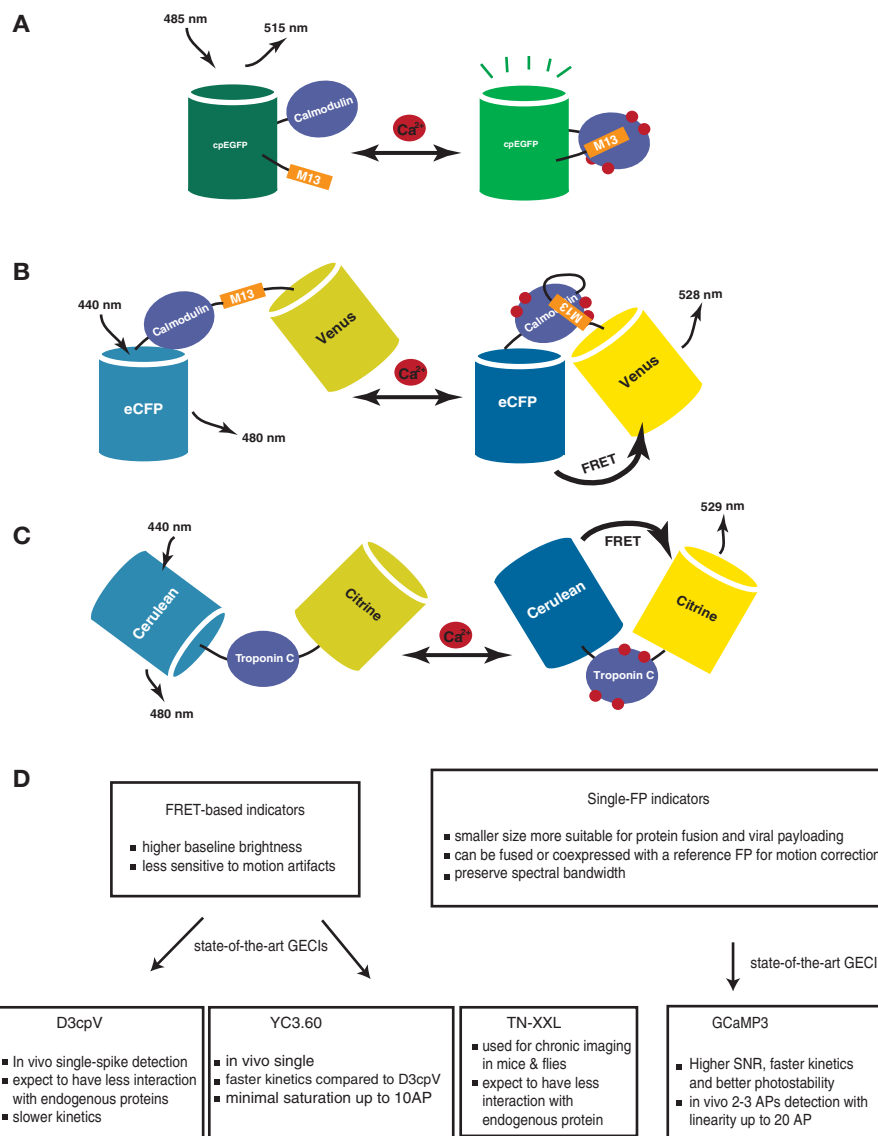 A
485 nm
515 nm
cpEGFP
Calmodulin
M13
Ca2+
cpEGFP
M13
B
440 nm
Calmodulin
M13
Venus
eCFP
480 nm
Ca2+
Calmodulin
M13
528 nm
Venus
eCFP
FRET
C
440 nm
Cerulean
Citrine
Troponin C
480 nm
Ca2+
FRET
529 nm
Cerulean
Citrine
Troponin C
D
FRET-based indicators
■ higher baseline brightness
■ less sensitive to motion artifacts
Single-FP indicators
■ smaller size more suitable for protein fusion and viral payloading
■ can be fused or coexpressed with a reference FP for motion correction
■ preserve spectral bandwidth
state-of-the-art GECIs
state-of-the-art GECI
D3cpV
■ In vivo single-spike detection
■ expect to have less interaction
with endogenous proteins
■ slower kinetics
YC3.60
■ in vivo single
■ faster kinetics compared to D3cpV
■ minimal saturation up to 10AP
TN-XXL
■ used for chronic imaging
in mice & flies
■ expect to have less
interaction with
endogenous protein
GCaMP3
■ Higher SNR, faster kinetics
and better photostability
■ in vivo 2-3 APs detection with
linearity up to 20 AP